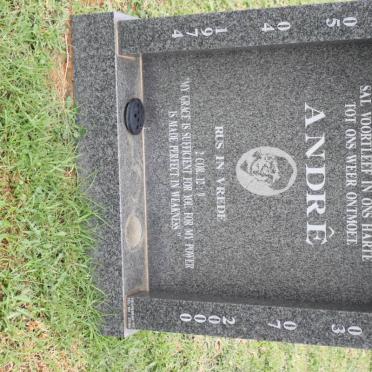 SAL VOORTLEEF IN ONS HARTE
TOT ONS WEER ONTMOET
ANDRÊ
05
04
1974
03
07
2000
RUS IN VREDE
2 COR. 12 : 9
"MY GRACE IS SUFFICIENT FOR YOU, FOR MY POWER
IS MADE PERFECT IN WEAKNESS"